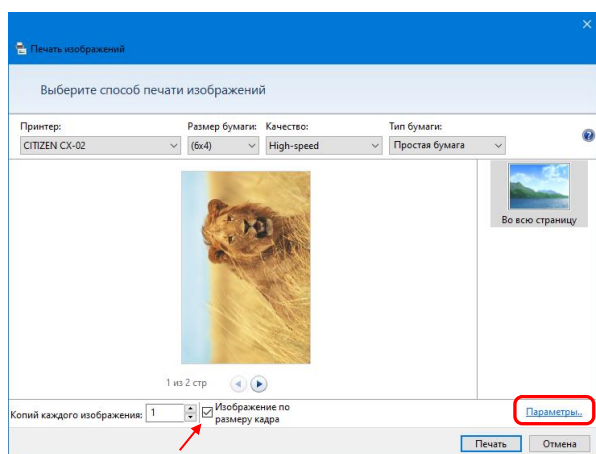 Печать изображений
Выберите способ печати изображений
Принтер:
Размер бумаги:
Качество:
Тип бумаги:
CITIZEN CX-02
(6x4)
High-speed
Простая бумага
Во всю страницу
1 из 2 стр
Копий каждого изображения:
1
Изображение по
размеру кадра
Параметры..
Печать
Отмена